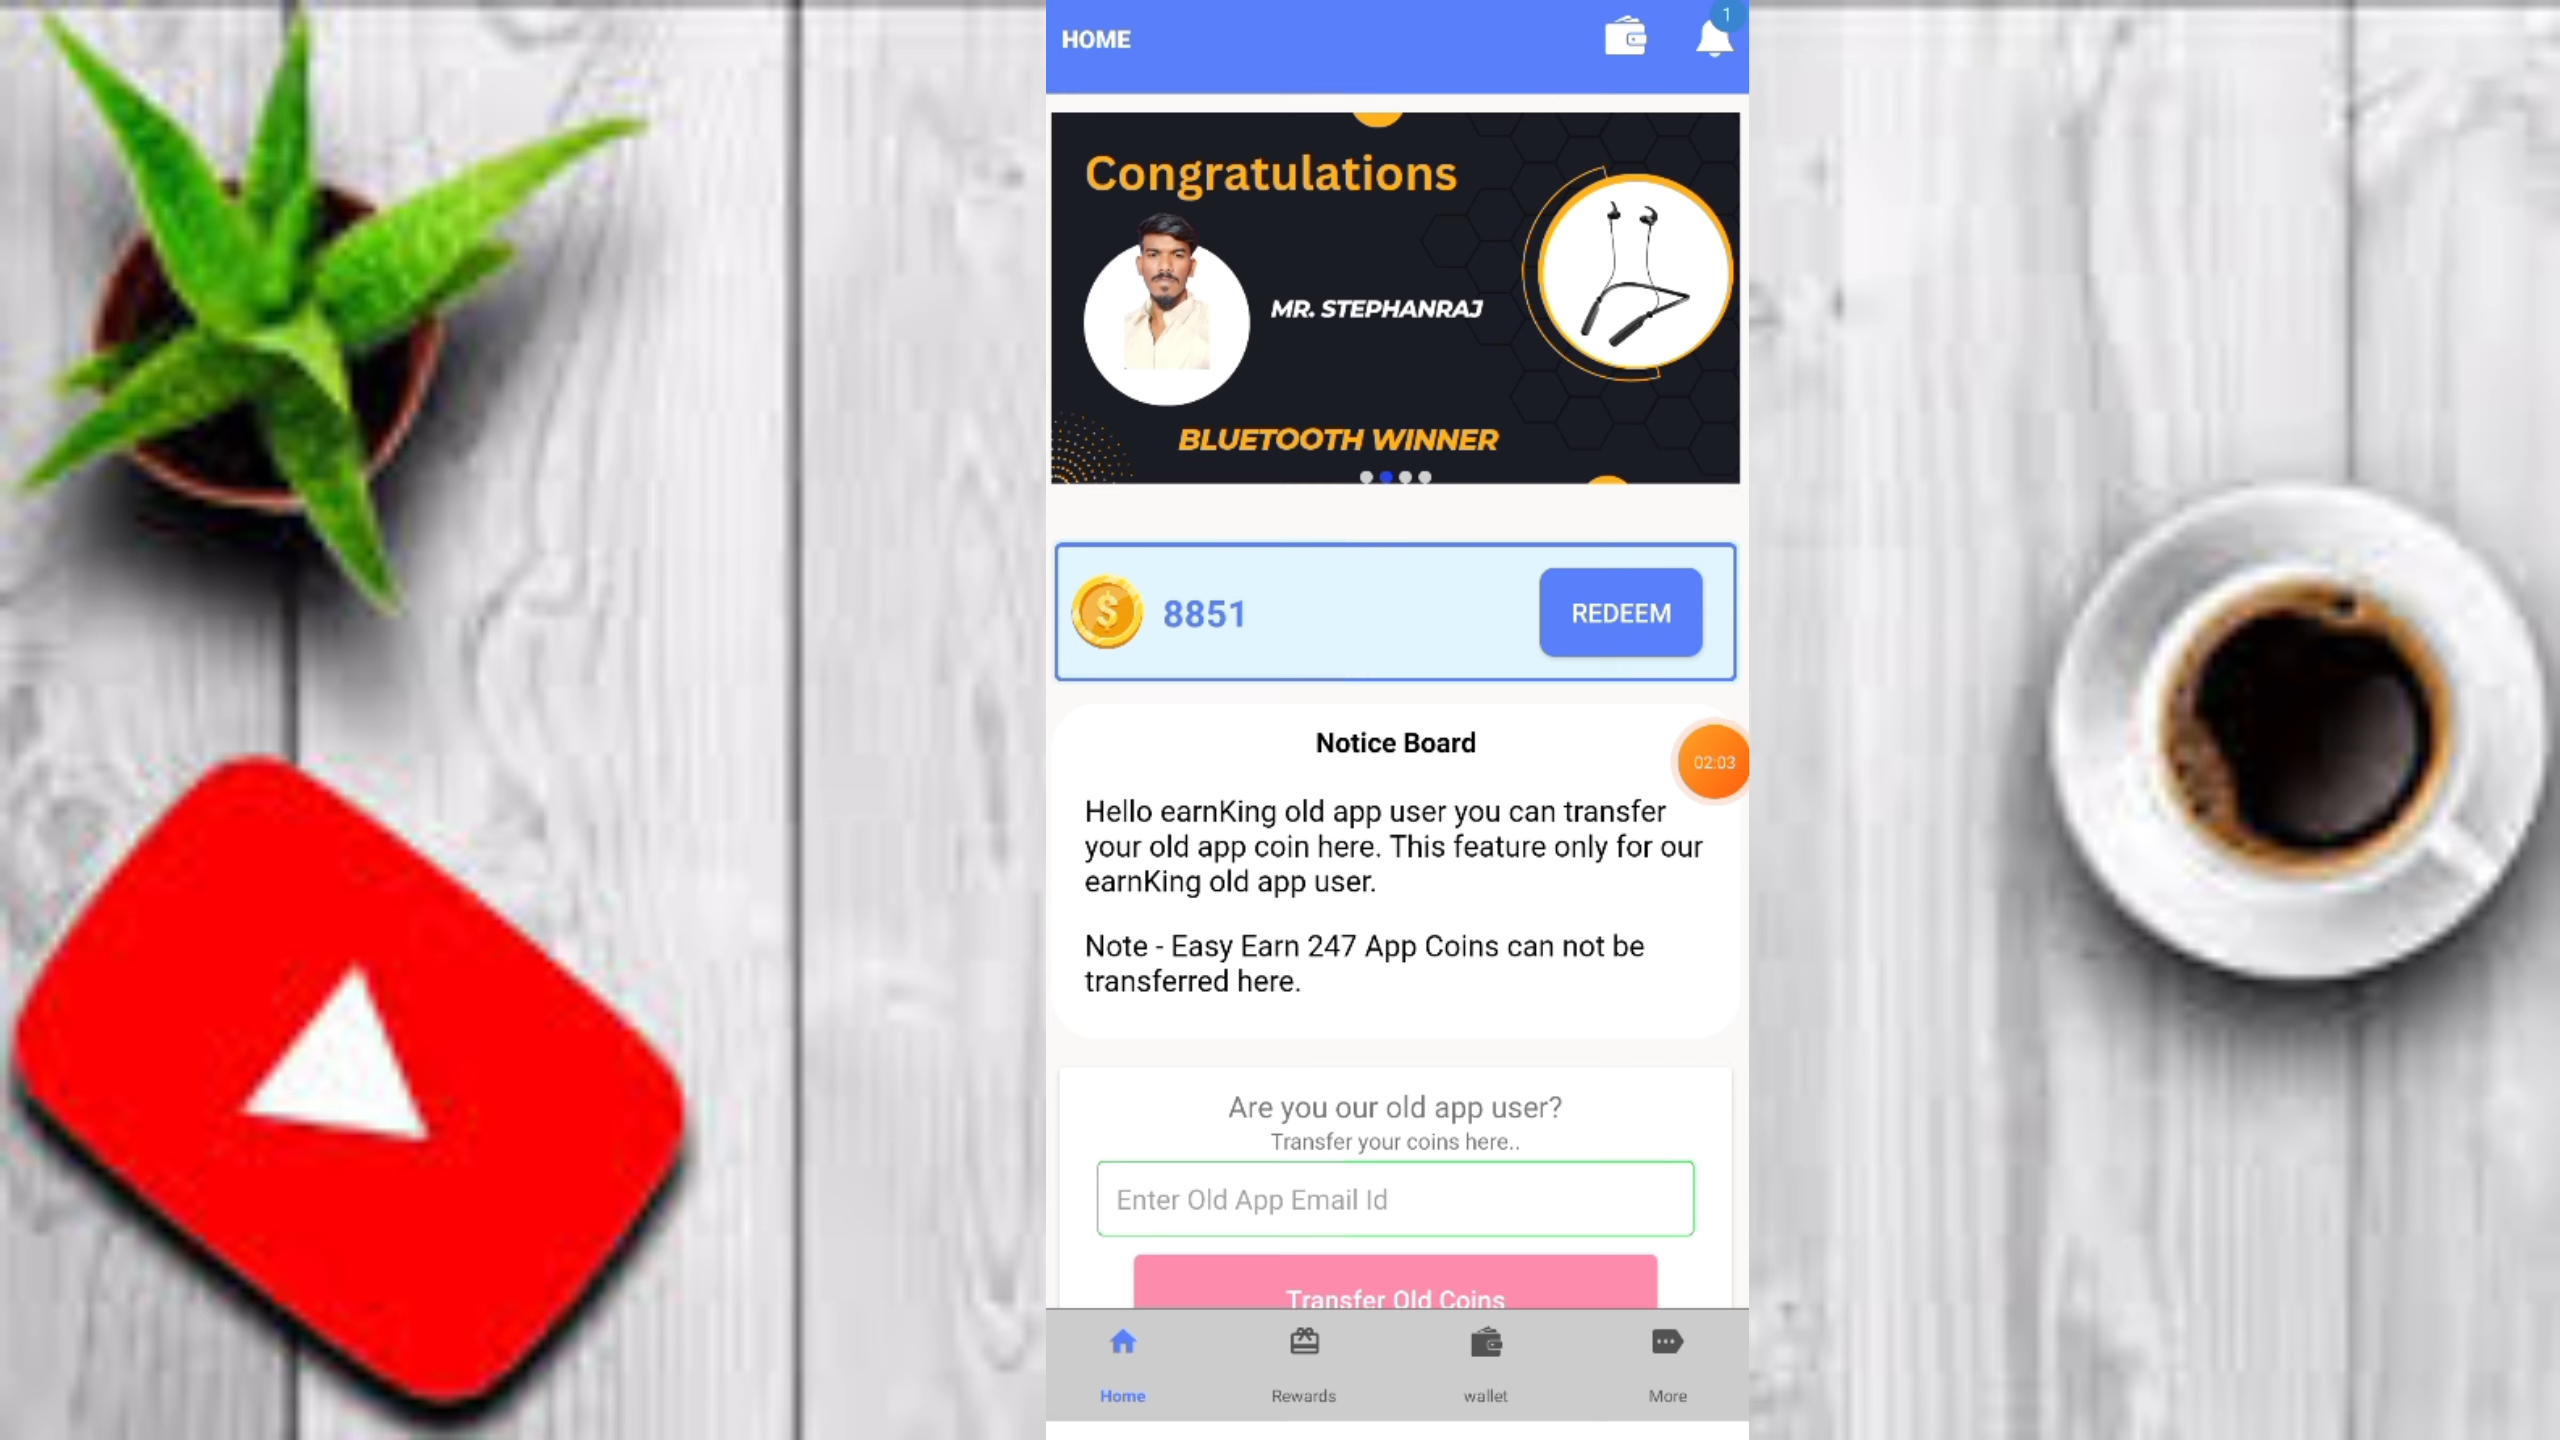 HOME
1
Congratulations
MR. STEPHANRAJ
BLUETOOTH WINNER
8851
REDEEM
Notice Board
02:03
Hello earnKing old app user you can transfer
your old app coin here. This feature only for our
earnKing old app user.
Note - Easy Earn 247 App Coins can not be
transferred here.
Are you our old app user?
Transfer your coins here..
Enter Old App Email Id
Transfer Old Coins
Home
Rewards
wallet
More